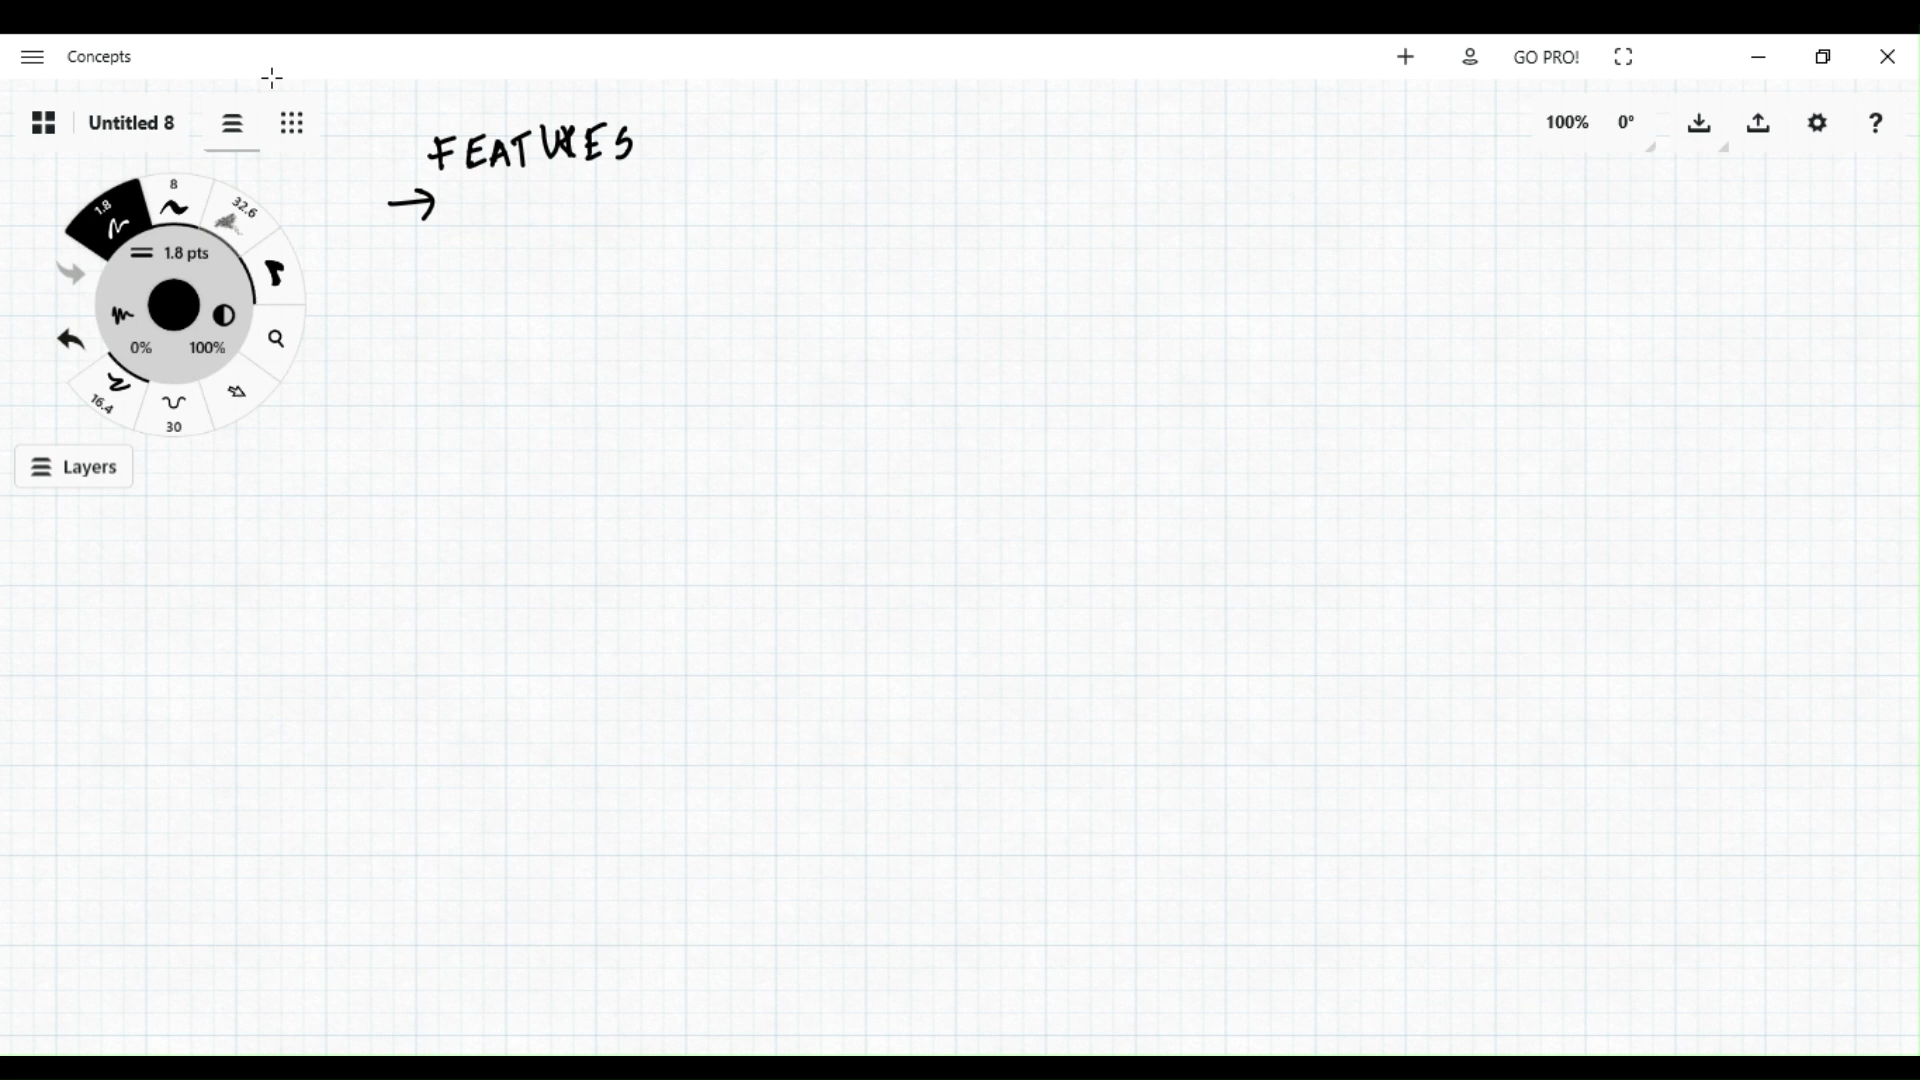 Concepts GO PRO!
Untitled 8 100% 0° ?
FEATURES
→
8
1.8 32.6
1.8 pts
0% 100%
16.4
30
Layers